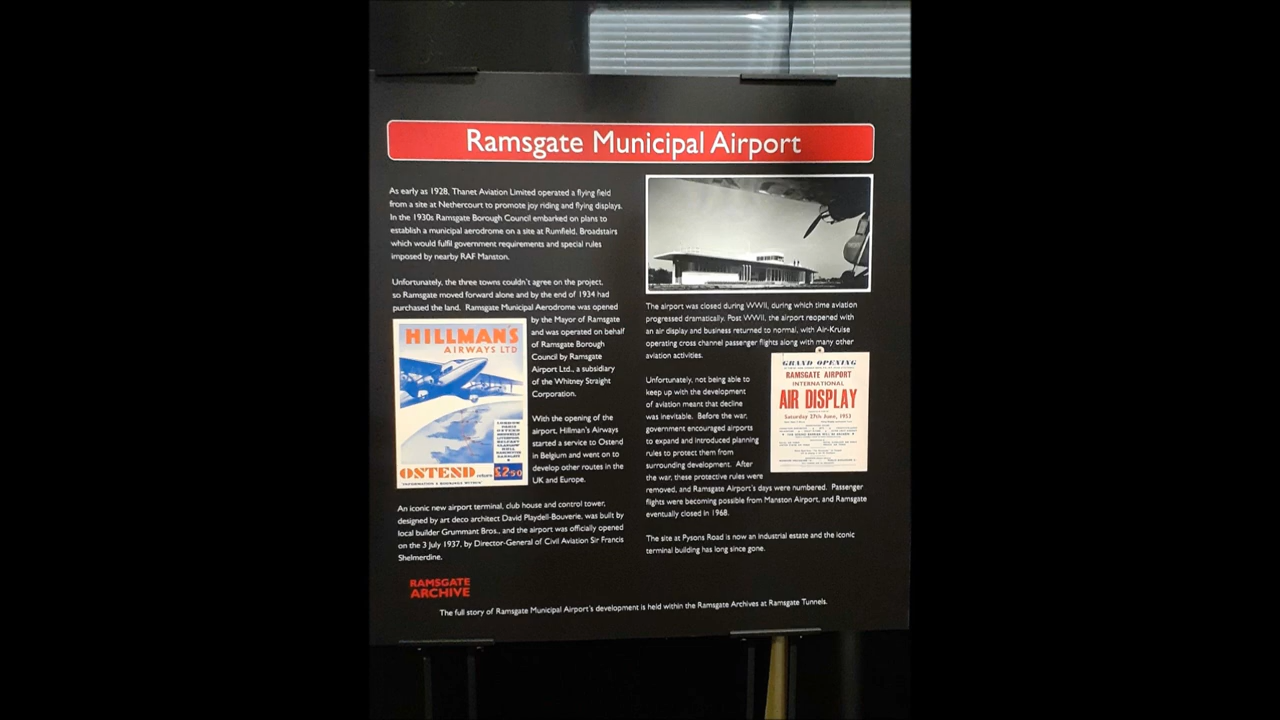 Ramsgate Municipal Airport
As early as 1928, Thanet Aviation Limited operated a flying field
from a site at Nethercourt to promote joy riding and flying displays.
In the 1930s Ramsgate Borough Council embarked on plans to
establish a municipal aerodrome on a site at Rumfield, Broadstairs
which would fulfil government requirements and special rules
imposed by nearby RAF Manston.
Unfortunately, the three towns couldn't agree on the project,
so Ramsgate moved forward alone and by the end of 1934 had
purchased the land. Ramsgate Municipal Aerodrome was opened
by the Mayor of Ramsgate
and was operated on behalf
of Ramsgate Borough
Council by Ramsgate
Airport Ltd., a subsidiary
of the Whitney Straight
Corporation.
With the opening of the
airport, Hillman's Airways
started a service to Ostend
in Belgium and went on to
develop other routes in the
UK and Europe.
HILLMAN'S
AIRWAYS LTD
OSTEND return £2.50
An iconic new airport terminal, club house and control tower,
designed by art deco architect David Playdell-Bouverie, was built by
local builder Grummant Bros., and the airport was officially opened
on the 3 July 1937, by Director-General of Civil Aviation Sir Francis
Shelmerdine.
The airport was closed during WWII, during which time aviation
progressed dramatically. Post WWII, the airport reopened with
an air display and business returned to normal, with Air-Kruise
operating cross channel passenger flights along with many other
aviation activities.
Unfortunately, not being able to
keep up with the development
of aviation meant that decline
was inevitable. Before the war,
government encouraged airports
to expand and introduced planning
rules to protect them from
surrounding development. After
the war, these protective rules were
removed, and Ramsgate Airport's days were numbered. Passenger
flights were becoming possible from Manston Airport, and Ramsgate
eventually closed in 1968.
GRAND OPENING
RAMSGATE AIRPORT
INTERNATIONAL
AIR DISPLAY
Saturday 27th June, 1953
The site at Pysons Road is now an industrial estate and the iconic
terminal building has long since gone.
RAMSGATE
ARCHIVE
The full story of Ramsgate Municipal Airport's development is held within the Ramsgate Archives at Ramsgate Tunnels.